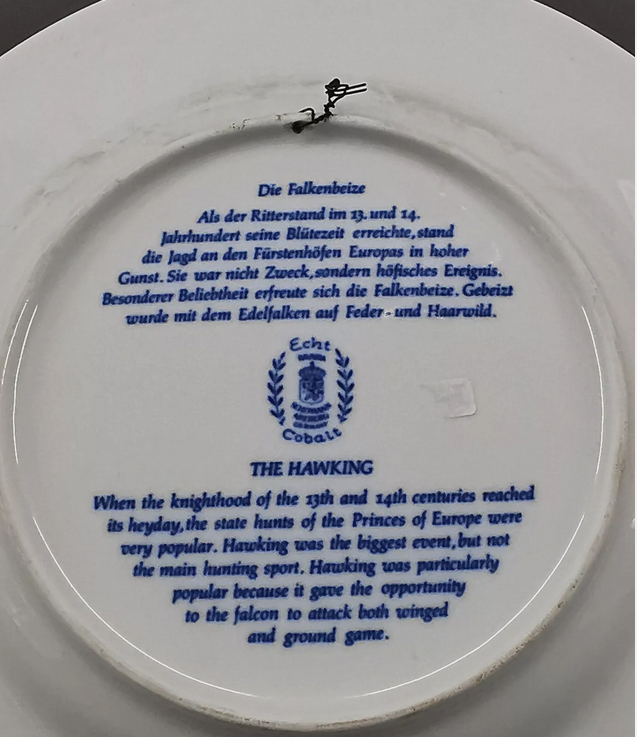 Die Falkenbeize
Als der Ritterstand im 13. und 14.
Jahrhundert seine Blütezeit erreichte, stand
die Jagd an den Fürstenhöfen Europas in hoher
Gunst. Sie war nicht Zweck, sondern höfisches Ereignis.
Besonderer Beliebtheit erfreute sich die Falkenbeize. Gebeizt
wurde mit dem Edelfalken auf Feder- und Haarwild.
Echt
BAVARIA
SCHUMANN
ARZBERG
GERMANY
Cobalt
THE HAWKING
When the knighthood of the 13th and 14th centuries reached
its heyday, the state hunts of the Princes of Europe were
very popular. Hawking was the biggest event, but not
the main hunting sport. Hawking was particularly
popular because it gave the opportunity
to the falcon to attack both winged
and ground game.